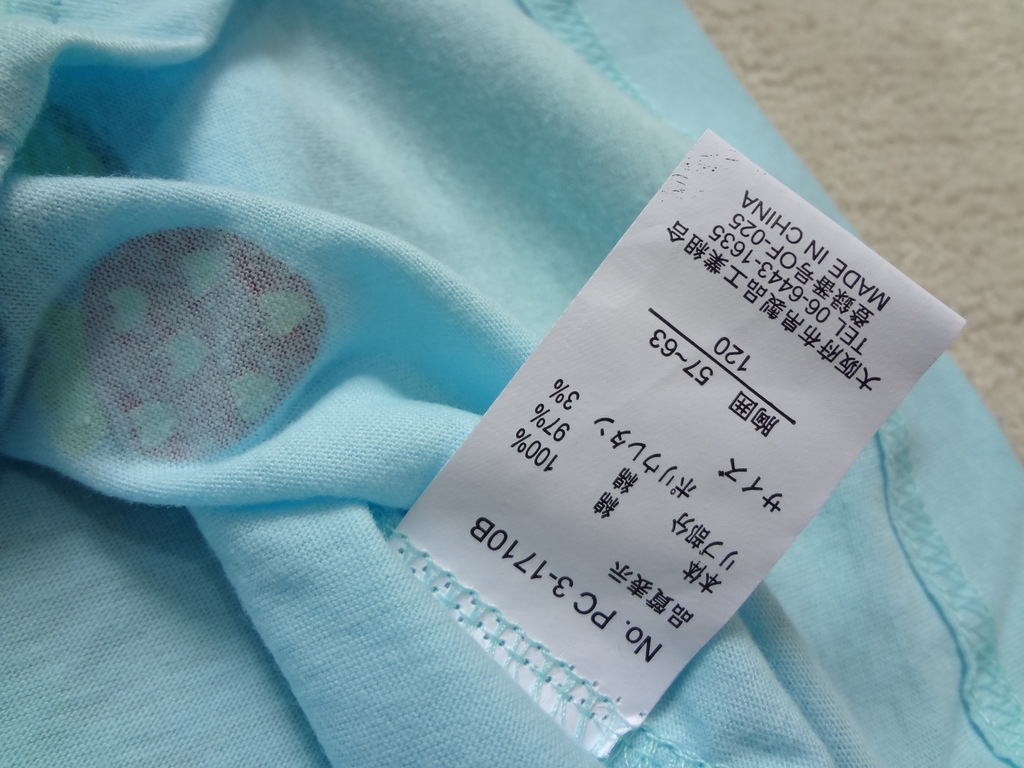 No. PC 3-1710B
品質表示
本体 綿 100%
リブ部分 綿 97%
ポリウレタン 3%
サイズ
胸囲 57~63
120
大阪府布帛製品工業組合
TEL 06-6443-1635
登録番号OF-025
MADE IN CHINA